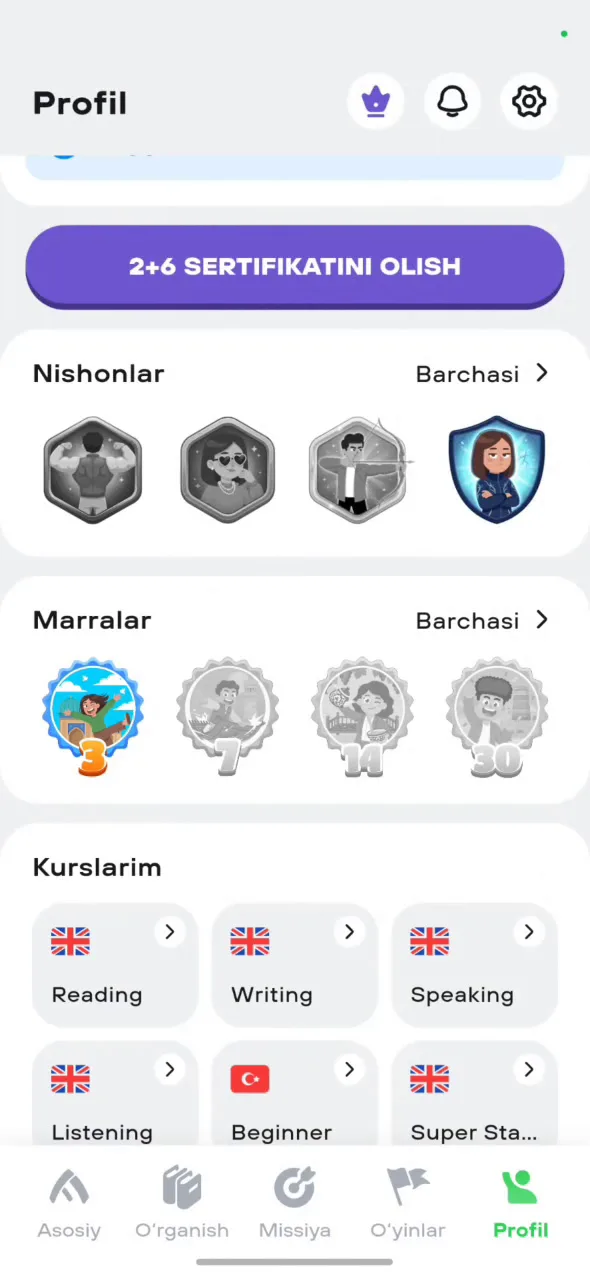 Profil
2+6 SERTIFIKATINI OLISH
Nishonlar
Barchasi
Marralar
Barchasi
3
7
14
30
Kurslarim
Reading
Writing
Speaking
Listening
Beginner
Super Sta...
Asosiy
O'rganish
Missiya
O'yinlar
Profil